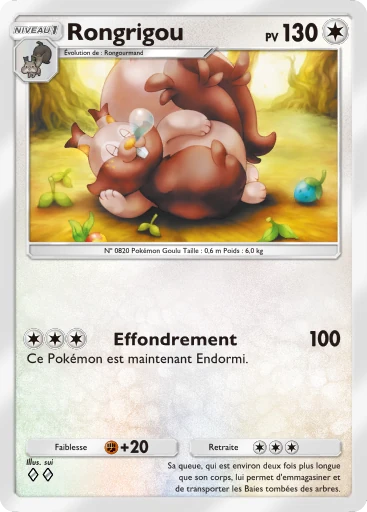 NIVEAU 1
Rongrigou
PV 130
Évolution de : Rongourmand
N° 0820 Pokémon Goulu Taille : 0,6 m Poids : 6,0 kg
Effondrement 100
Ce Pokémon est maintenant Endormi.
Faiblesse +20 Retraite
Illus. sui
Sa queue, qui est environ deux fois plus longue
que son corps, lui permet d'emmagasiner et
de transporter les Baies tombées des arbres.